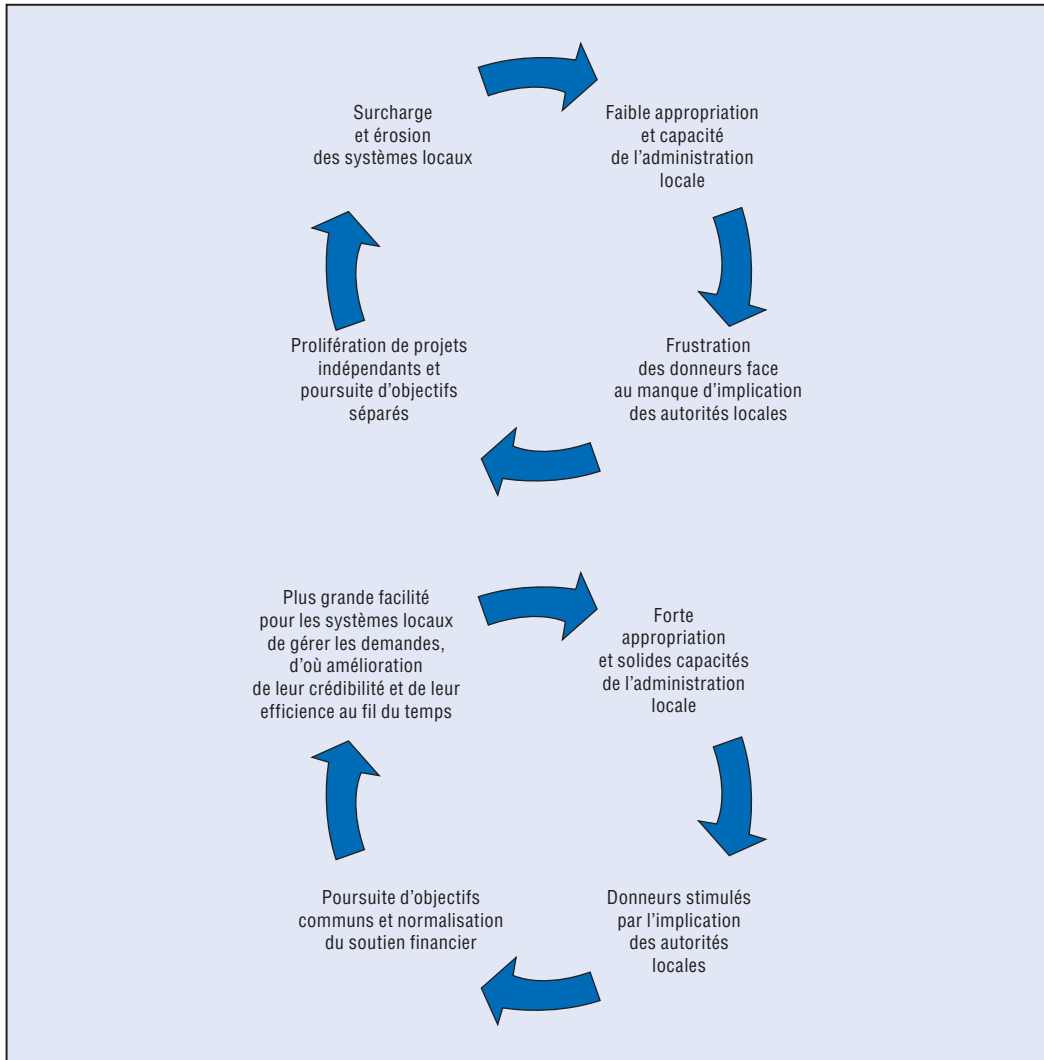 Surcharge
et érosion
des systèmes locaux
Faible appropriation
et capacité
de l’administration
locale
Prolifération de projets
indépendants et
poursuite d’objectifs
séparés
Frustration
des donneurs face
au manque d’implication
des autorités locales
Plus grande facilité
pour les systèmes locaux
de gérer les demandes,
d’où amélioration
de leur crédibilité et de leur
efficience au fil du temps
Forte
appropriation
et solides capacités
de l’administration
locale
Poursuite d’objectifs
communs et normalisation
du soutien financier
Donneurs stimulés
par l’implication
des autorités
locales